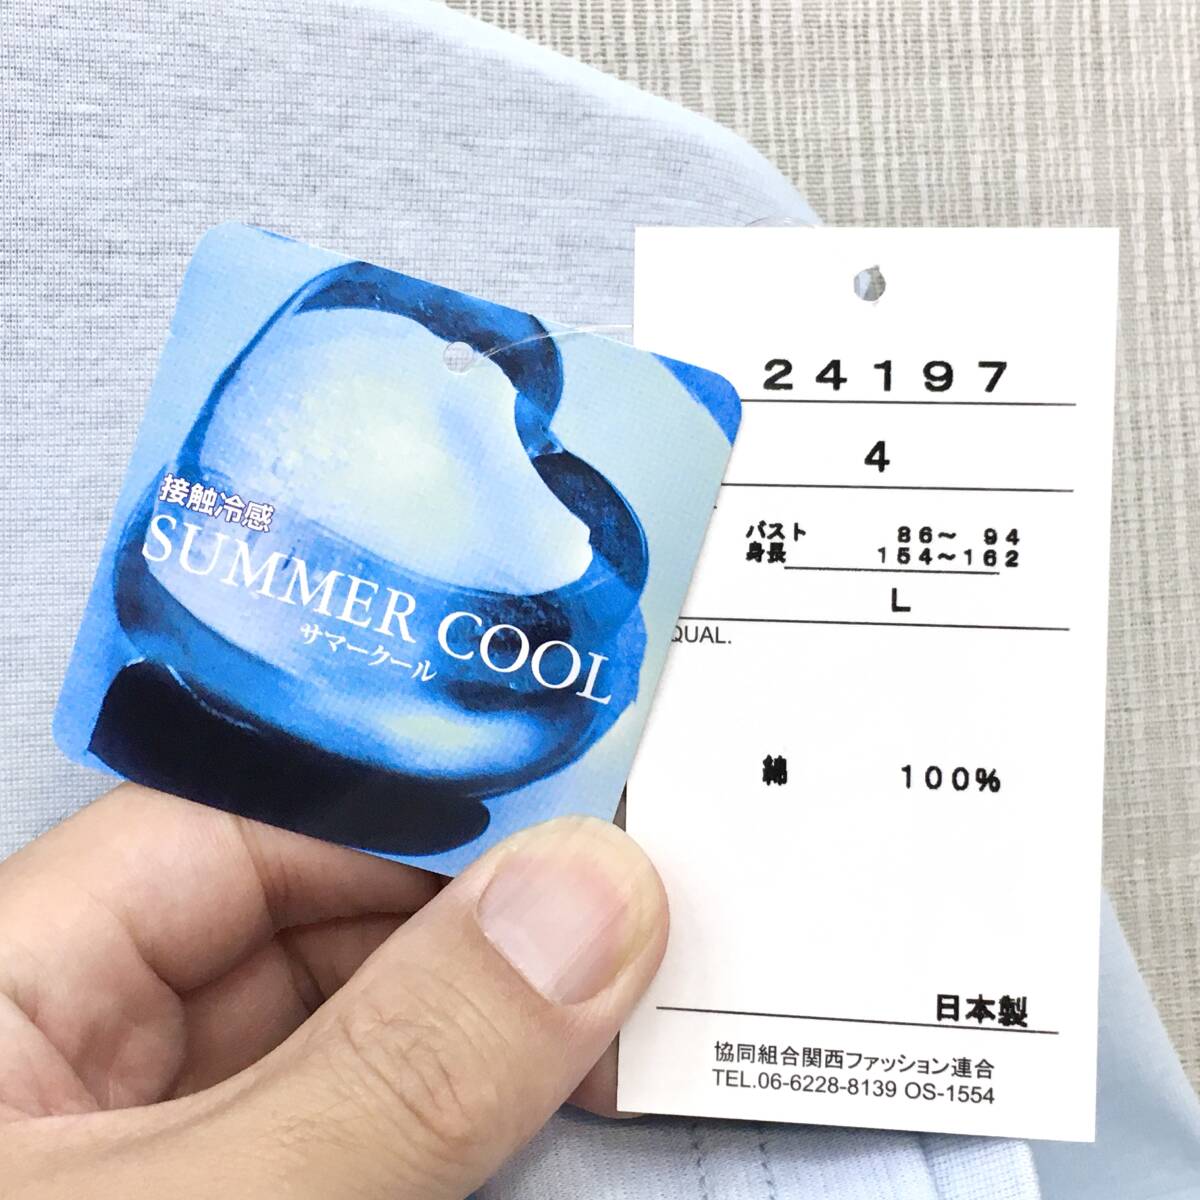 接触冷感
SUMMER COOL
サマークール
24197
4
バスト 86～ 94
身長 154～162
L
QUAL.
綿 100%
日本製
協同組合関西ファッション連合
TEL.06-6228-8139 OS-1554